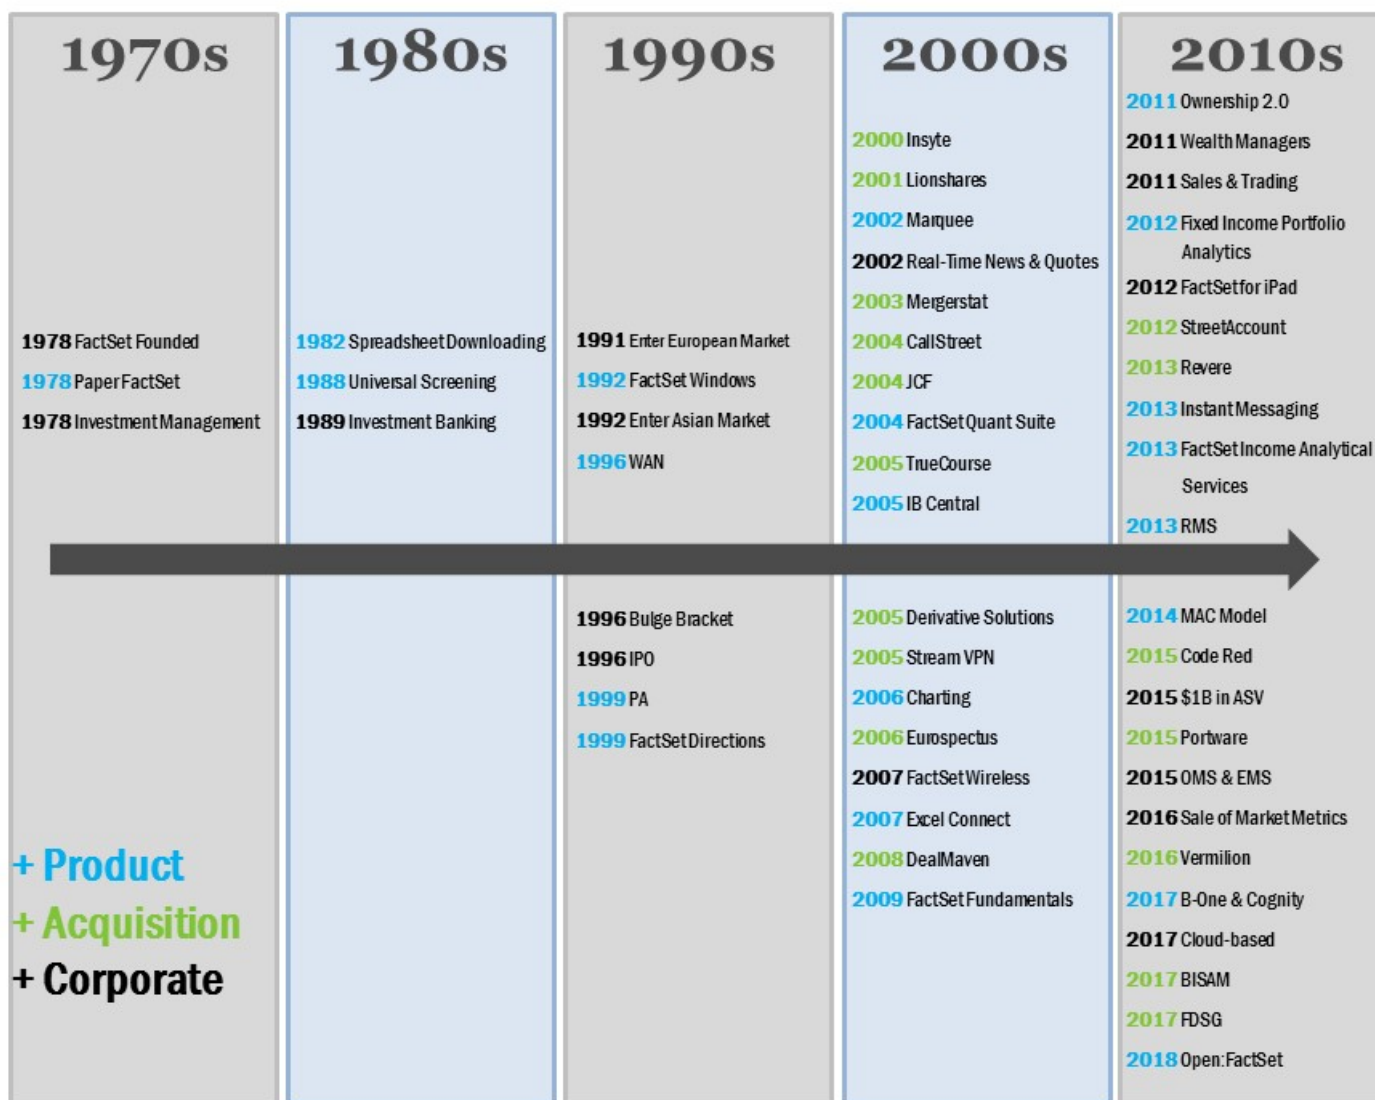 1970s
1978 FactSet Founded
1978 Paper FactSet
1978 Investment Management
+ Product
+ Acquisition
+ Corporate
1980s
1982 Spreadsheet Downloading
1988 Universal Screening
1989 Investment Banking
1990s
1991 Enter European Market
1992 FactSet Windows
1992 Enter Asian Market
1996 WAN
1996 Bulge Bracket
1996 IPO
1999 PA
1999 FactSet Directions
2000s
2000 Insyte
2001 Lionshares
2002 Marquee
2002 Real-Time News & Quotes
2003 Mergerstat
2004 CallStreet
2004 JCF
2004 FactSet Quant Suite
2005 TrueCourse
2005 IB Central
2005 Derivative Solutions
2005 Stream VPN
2006 Charting
2006 Eurospectus
2007 FactSet Wireless
2007 Excel Connect
2008 DealMaven
2009 FactSet Fundamentals
2010s
2011 Ownership 2.0
2011 Wealth Managers
2011 Sales & Trading
2012 Fixed Income Portfolio
Analytics
2012 FactSet for iPad
2012 StreetAccount
2013 Revere
2013 Instant Messaging
2013 FactSet Income Analytical
Services
2013 RMS
2014 MAC Model
2015 Code Red
2015 $1B in ASV
2015 Portware
2015 OMS & EMS
2016 Sale of Market Metrics
2016 Vermilion
2017 B-One & Cognity
2017 Cloud-based
2017 BISAM
2017 FDSG
2018 Open:FactSet